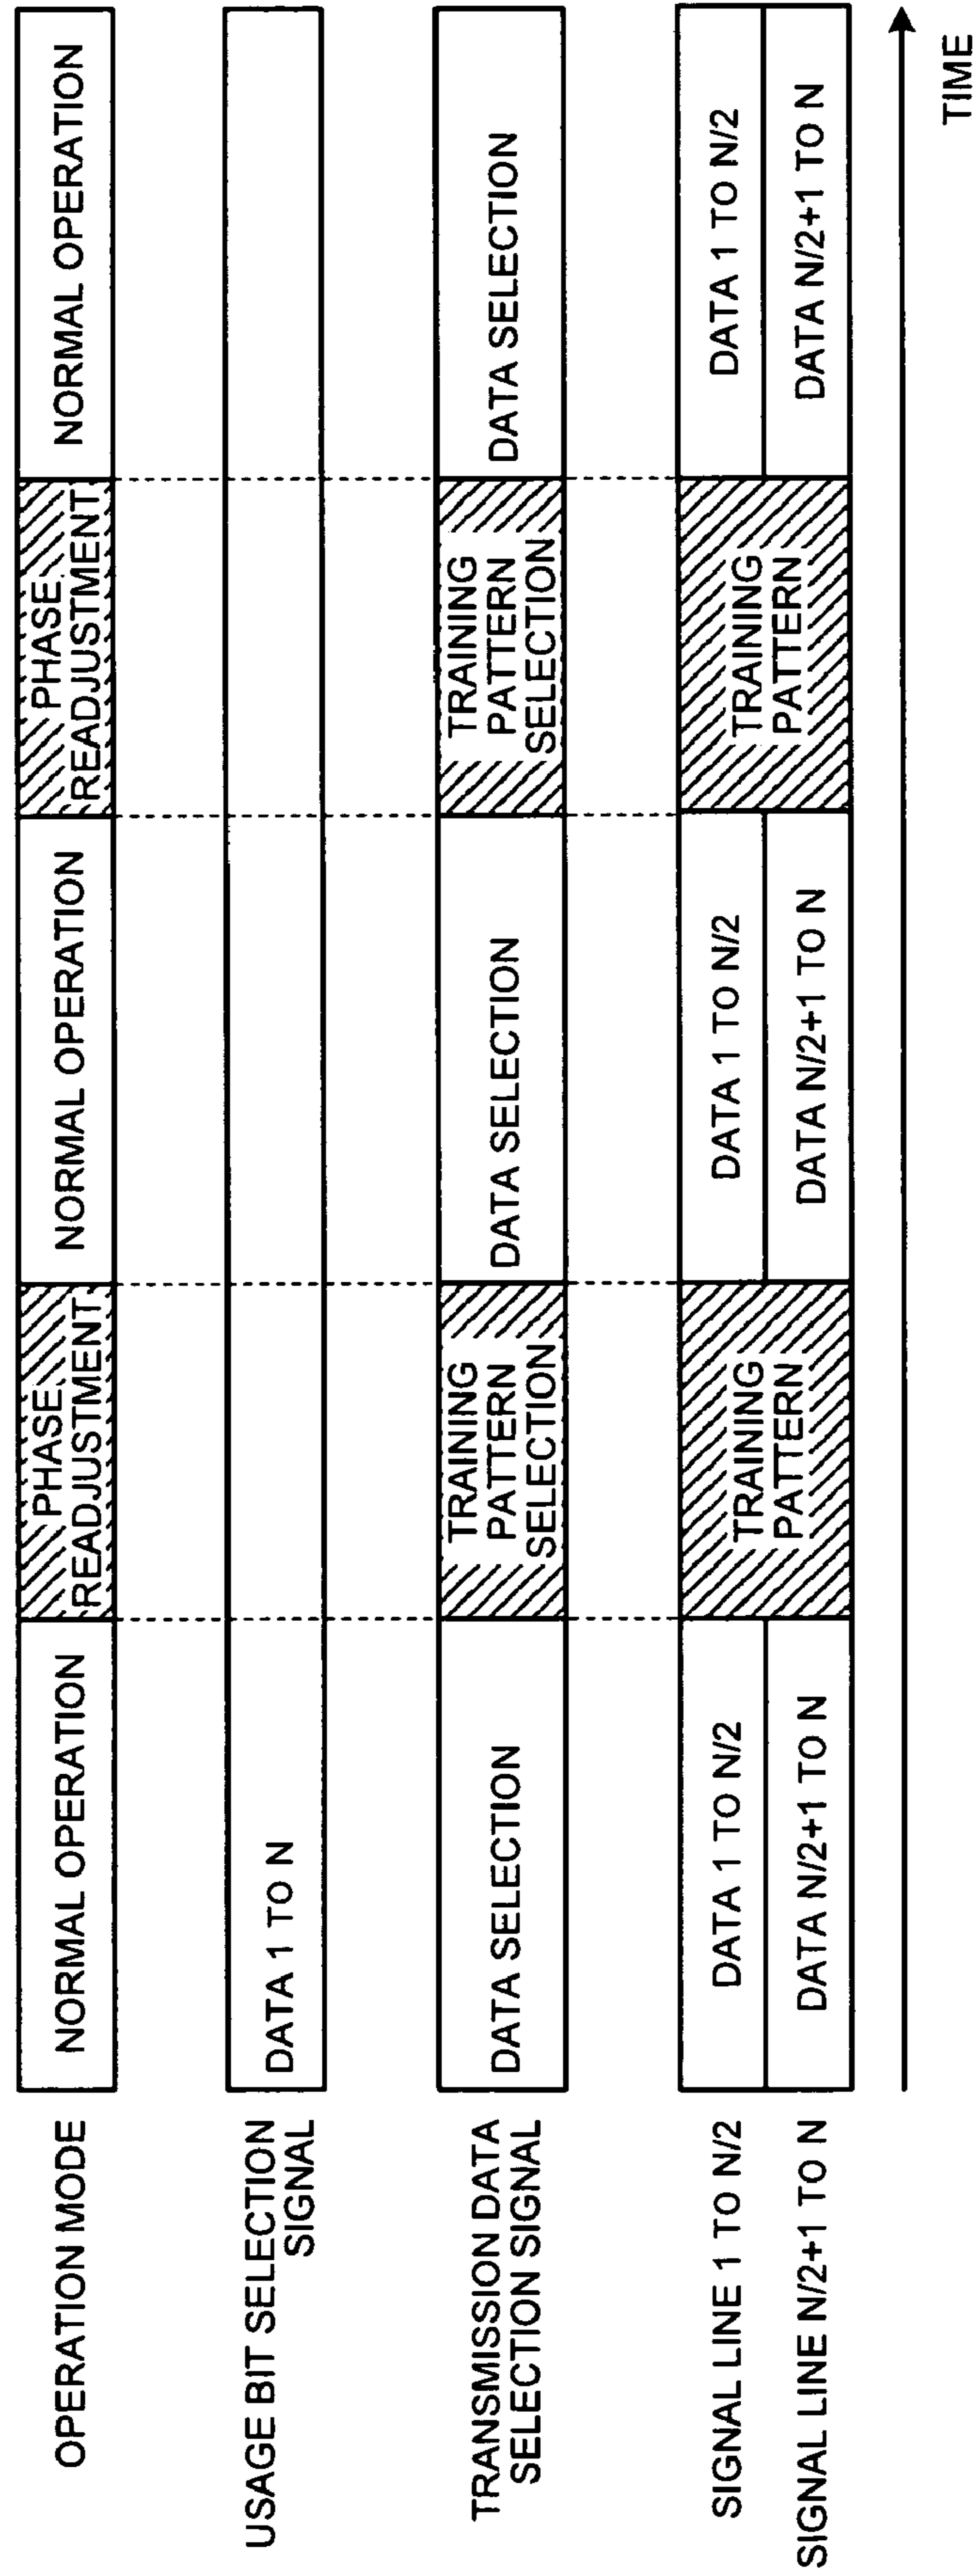 OPERATION MODE
NORMAL OPERATION
PHASE
READJUSTMENT
NORMAL OPERATION
PHASE
READJUSTMENT
NORMAL OPERATION
USAGE BIT SELECTION
SIGNAL
DATA 1 TO N
TRANSMISSION DATA
SELECTION SIGNAL
DATA SELECTION
TRAINING
PATTERN
SELECTION
DATA SELECTION
TRAINING
PATTERN
SELECTION
DATA SELECTION
SIGNAL LINE 1 TO N/2
DATA 1 TO N/2
TRAINING
PATTERN
DATA 1 TO N/2
TRAINING
PATTERN
DATA 1 TO N/2
SIGNAL LINE N/2+1 TO N
DATA N/2+1 TO N
DATA N/2+1 TO N
DATA N/2+1 TO N
TIME